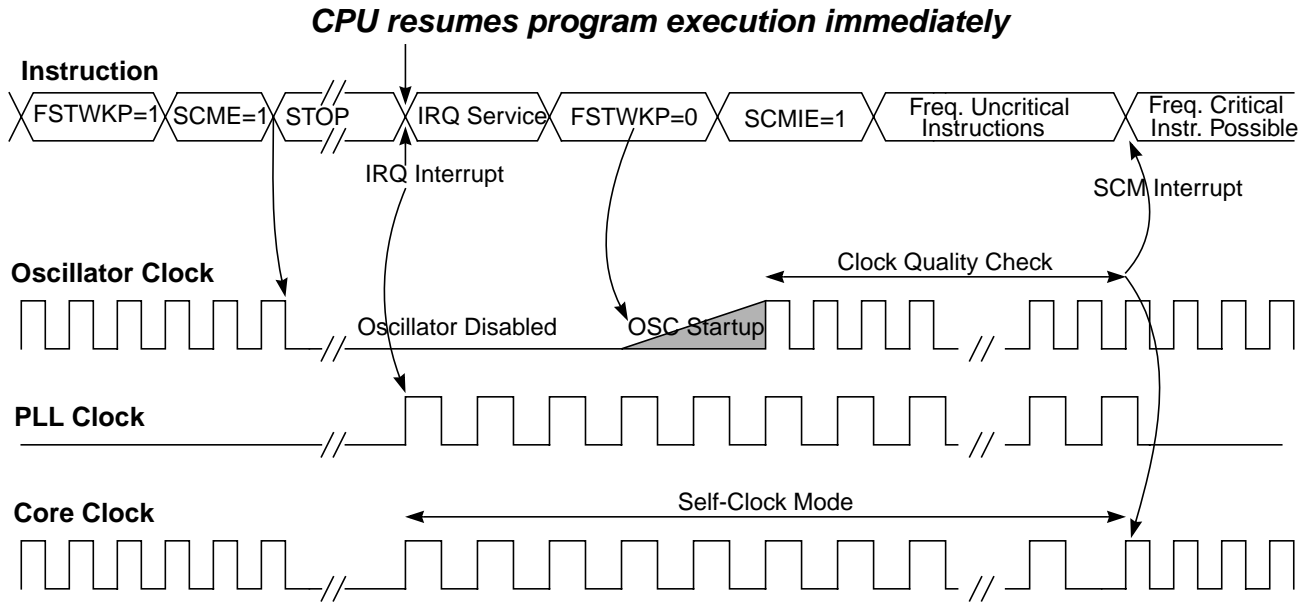 CPU resumes program execution immediately
Instruction
FSTWKP=1 SCME=1 STOP IRQ Service FSTWKP=0 SCMIE=1 Freq. Uncritical Freq. Critical
Instructions Instr. Possible
IRQ Interrupt SCM Interrupt
Oscillator Clock Clock Quality Check
Oscillator Disabled OSC Startup
PLL Clock
Self-Clock Mode
Core Clock